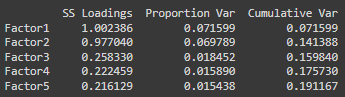 SS Loadings Proportion Var Cumulative Var
Factor1 1.002386 0.071599 0.071599
Factor2 0.977040 0.069789 0.141388
Factor3 0.258330 0.018452 0.159840
Factor4 0.222459 0.015890 0.175730
Factor5 0.216129 0.015438 0.191167